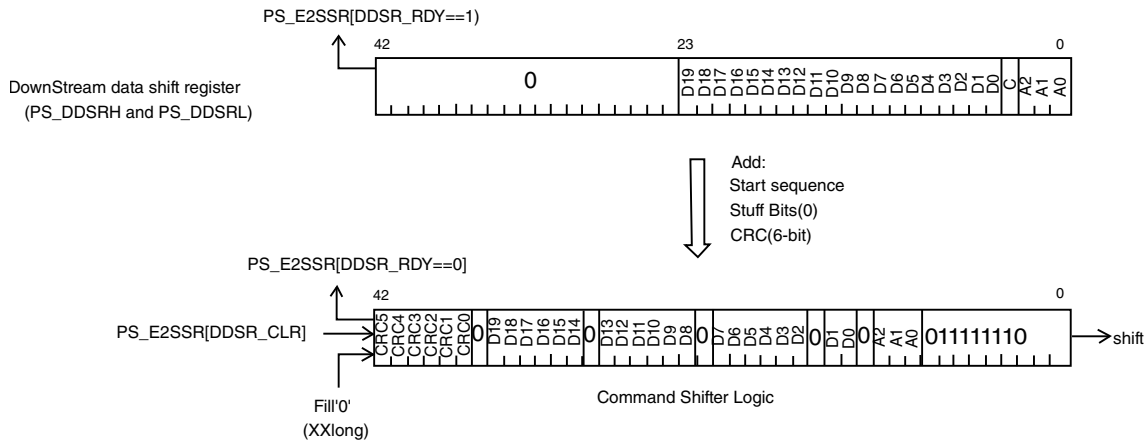 PS_E2SSR[DDSR_RDY==1)
42
23
0
DownStream data shift register
(PS_DDSRH and PS_DDSRL)
0
D19 D18 D17 D16 D15 D14 D13 D12 D11 D10 D9 D8 D7 D6 D5 D4 D3 D2 D1 D0 C A2 A1 A0
Add:
Start sequence
Stuff Bits(0)
CRC(6-bit)
PS_E2SSR[DDSR_RDY==0]
42
0
PS_E2SSR[DDSR_CLR]
CRC5 CRC4 CRC3 CRC2 CRC1 CRC0 0 D19 D18 D17 D16 D15 D14 0 D13 D12 D11 D10 D9 D8 0 D7 D6 D5 D4 D3 D2 0 D1 D0 0 A2 A1 A0 011111110
shift
Fill'0'
(XXlong)
Command Shifter Logic